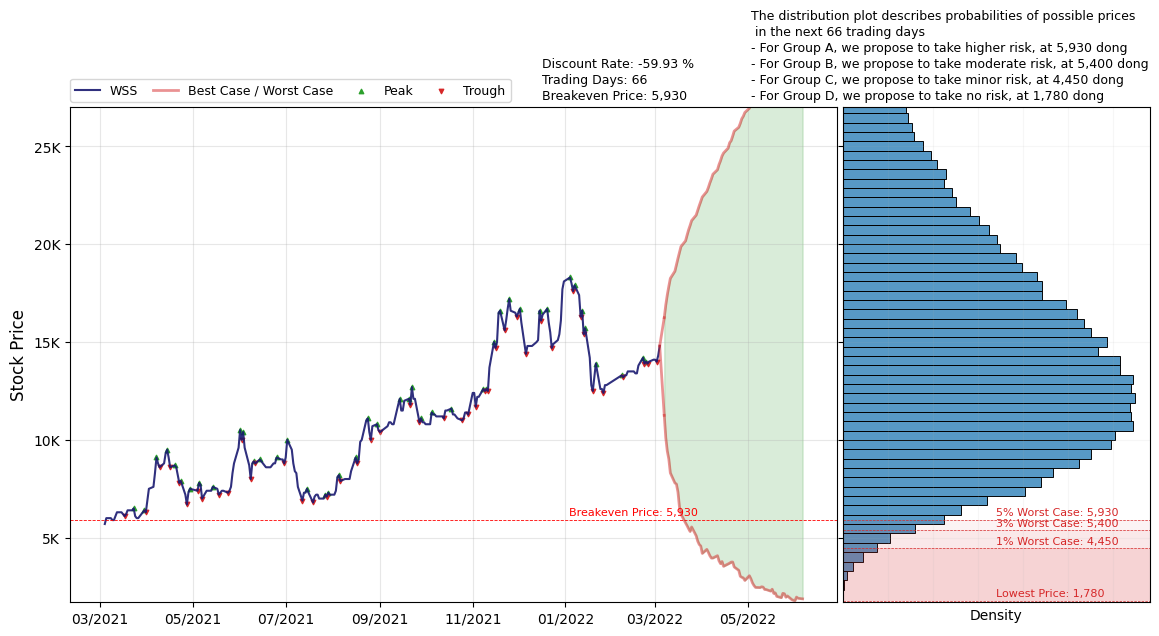 The distribution plot describes probabilities of possible prices
in the next 66 trading days
- For Group A, we propose to take higher risk, at 5,930 dong
- For Group B, we propose to take moderate risk, at 5,400 dong
- For Group C, we propose to take minor risk, at 4,450 dong
- For Group D, we propose to take no risk, at 1,780 dong
Discount Rate: -59.93 %
Trading Days: 66
Breakeven Price: 5,930
WSS
Best Case / Worst Case
Peak
Trough
Stock Price
25K
20K
15K
10K
5K
Breakeven Price: 5,930
5% Worst Case: 5,930
3% Worst Case: 5,400
1% Worst Case: 4,450
Lowest Price: 1,780
03/2021
05/2021
07/2021
09/2021
11/2021
01/2022
03/2022
05/2022
Density